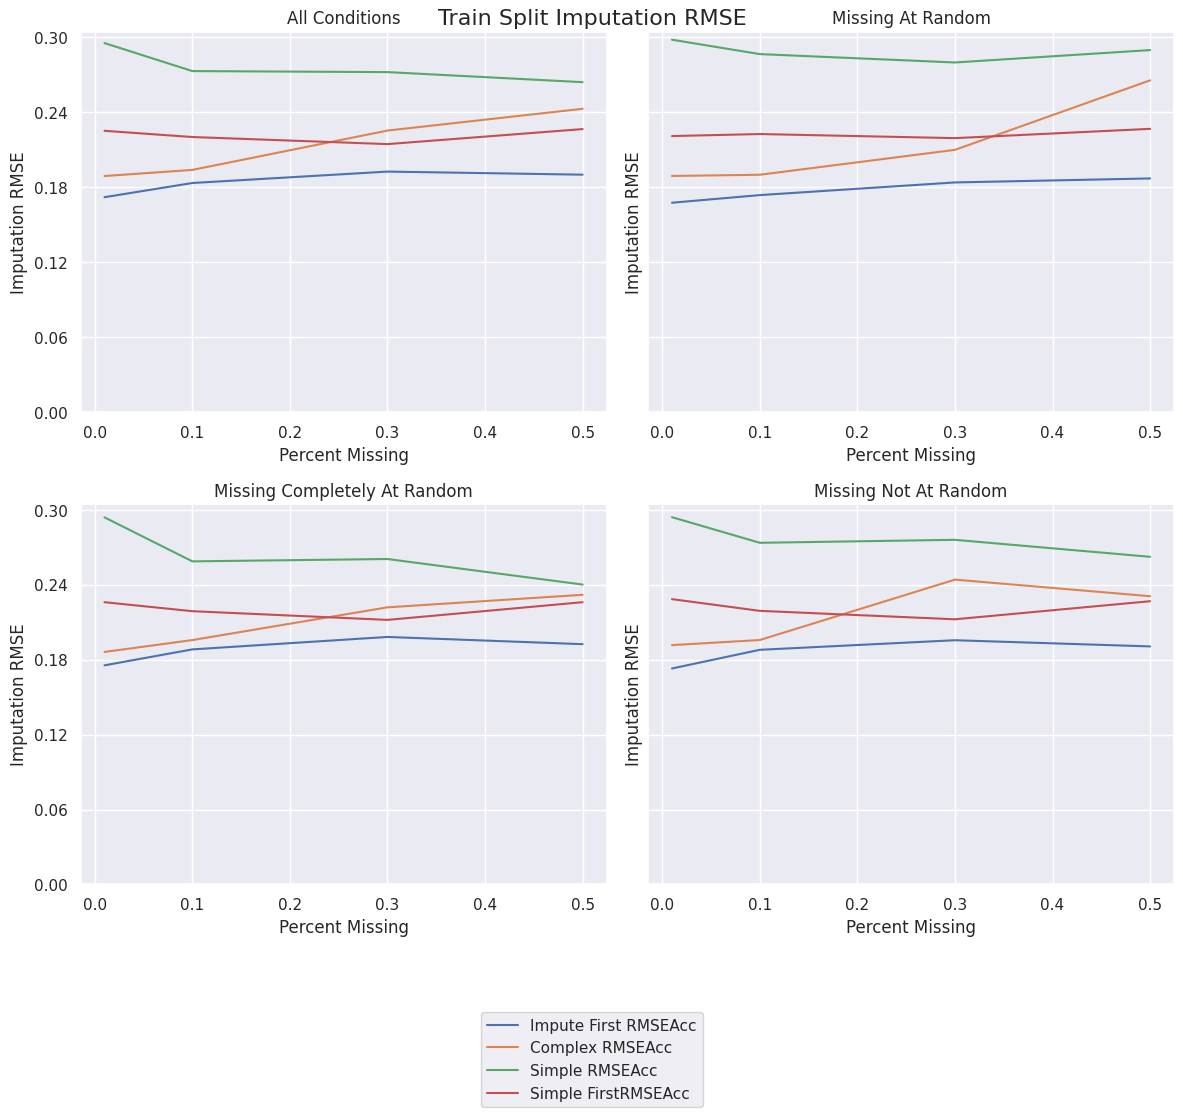 Train Split Imputation RMSE
All Conditions
Missing At Random
Imputation RMSE
0.30
0.24
0.18
0.12
0.06
0.00
0.0 0.1 0.2 0.3 0.4 0.5
Percent Missing
Imputation RMSE
0.0 0.1 0.2 0.3 0.4 0.5
Percent Missing
Missing Completely At Random
Missing Not At Random
Imputation RMSE
0.30
0.24
0.18
0.12
0.06
0.00
0.0 0.1 0.2 0.3 0.4 0.5
Percent Missing
Imputation RMSE
0.0 0.1 0.2 0.3 0.4 0.5
Percent Missing
Impute First RMSEAcc
Complex RMSEAcc
Simple RMSEAcc
Simple FirstRMSEAcc